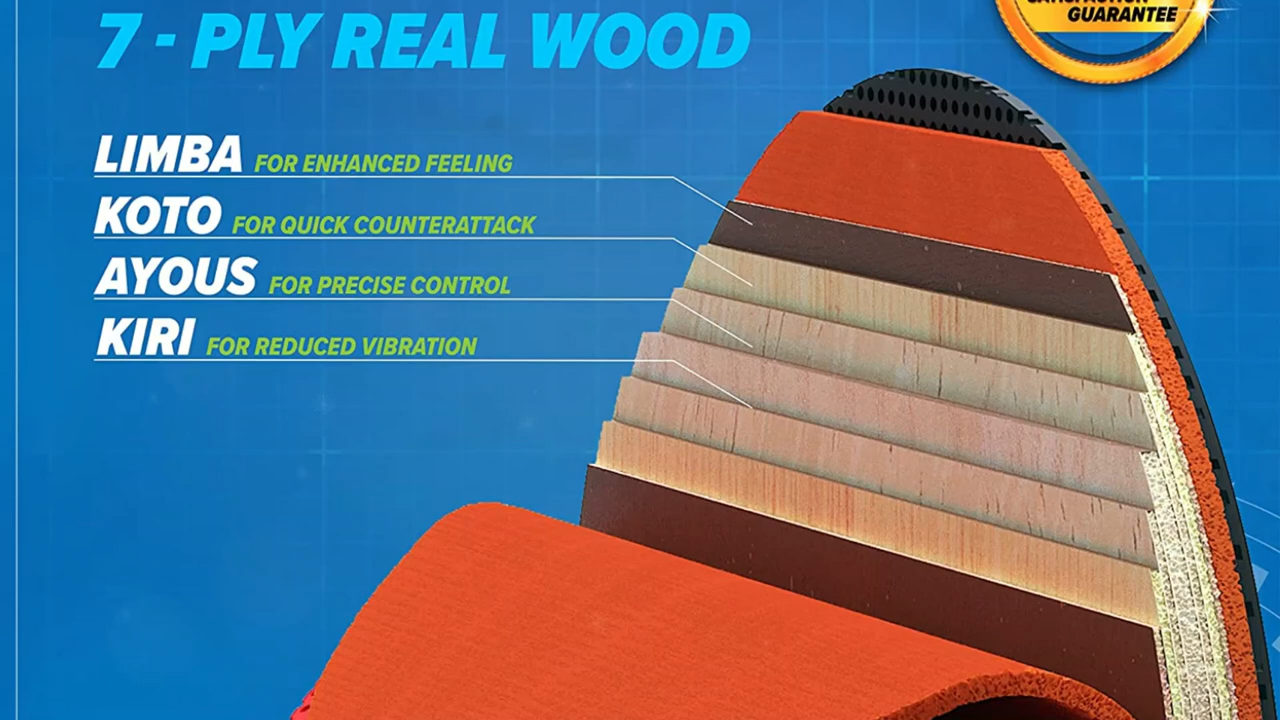 7 - PLY REAL WOOD
GUARANTEE
LIMBA FOR ENHANCED FEELING
KOTO FOR QUICK COUNTERATTACK
AYOUS FOR PRECISE CONTROL
KIRI FOR REDUCED VIBRATION